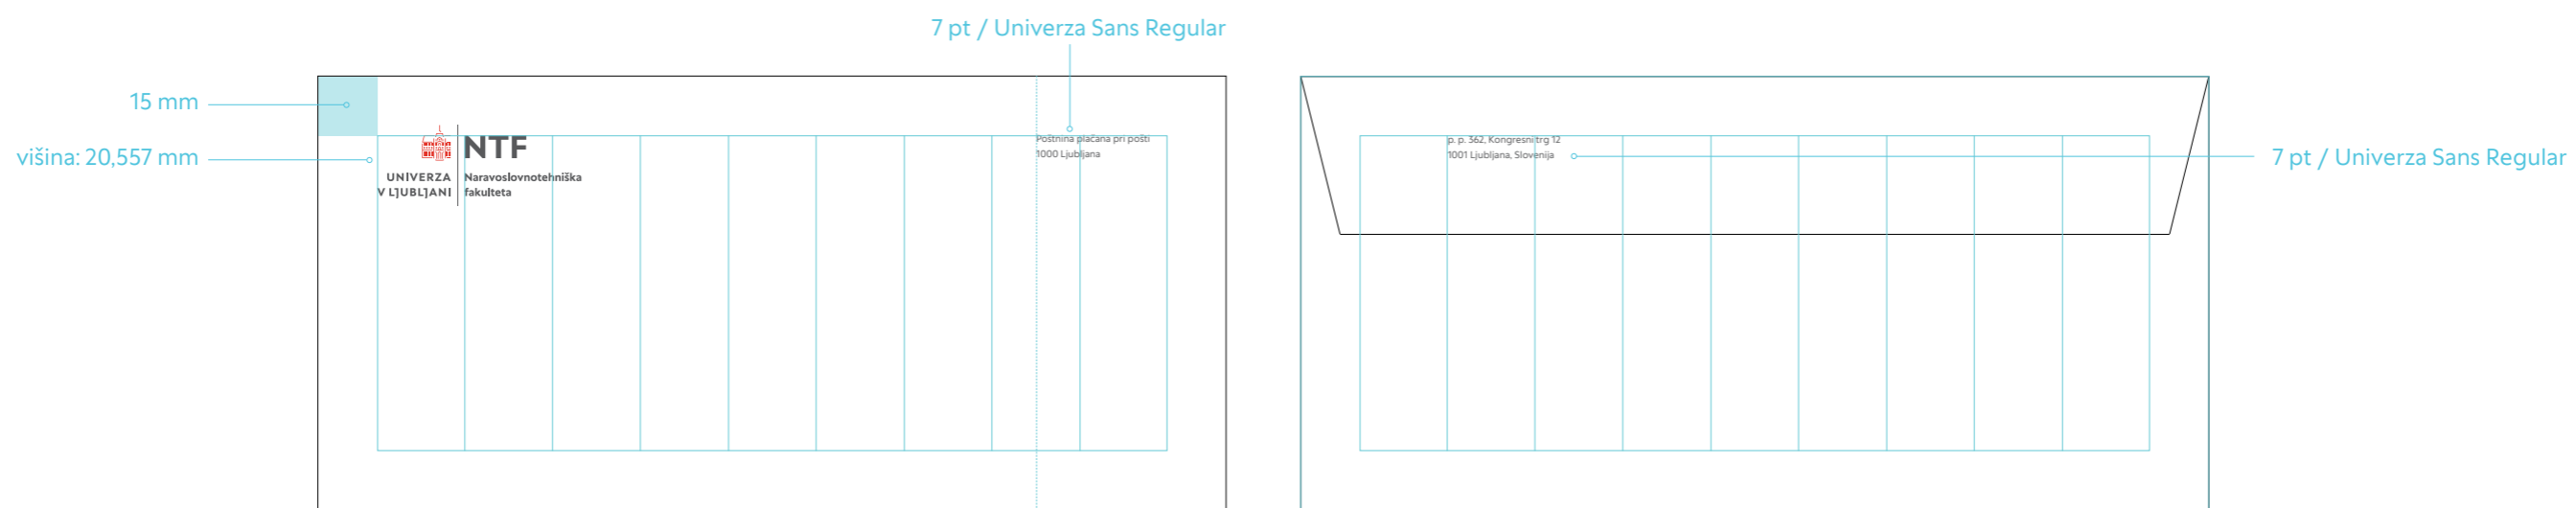 7 pt / Univerza Sans Regular
15 mm
višina: 20,557 mm
NTF
UNIVERZA
V LJUBLJANI
Naravoslovnotehniška
fakulteta
Poštnina plačana pri pošti
1000 Ljubljana
p. p. 362, Kongresni trg 12
1001 Ljubljana, Slovenija
7 pt / Univerza Sans Regular